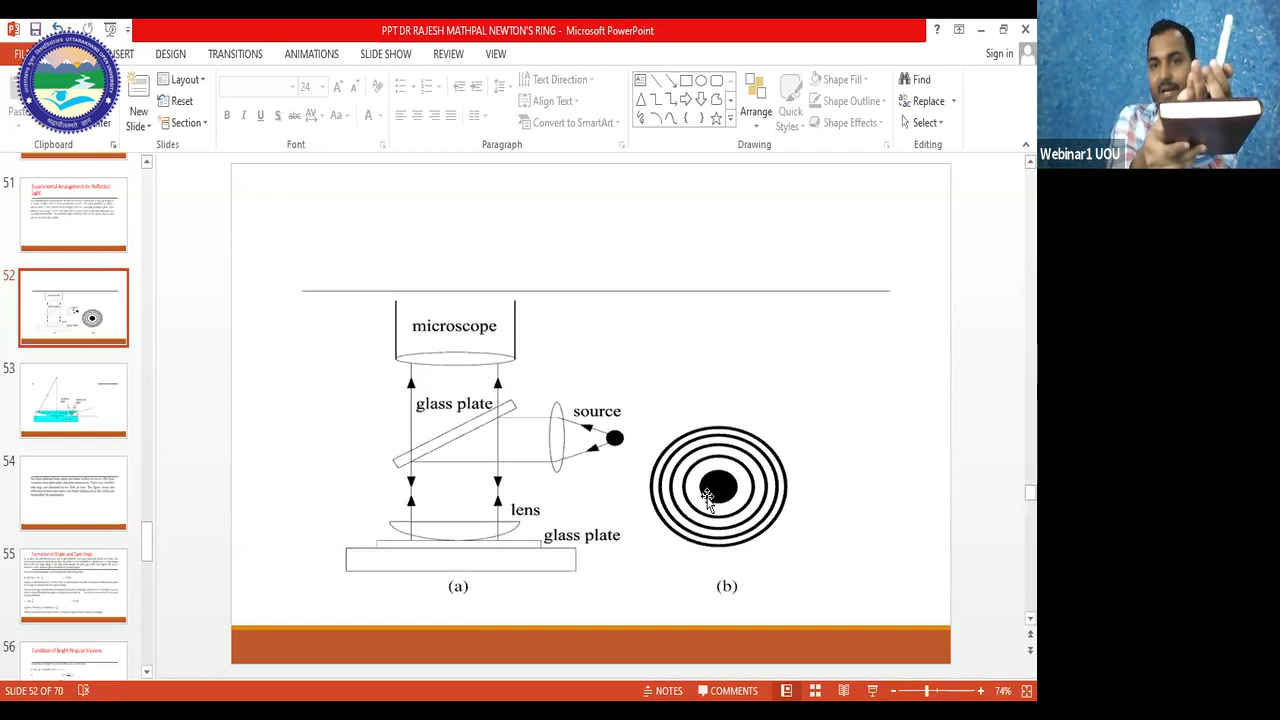 PPT DR RAJESH MATHPAL NEWTON'S RING - Microsoft PowerPoint
?
FIL
INSERT
DESIGN
TRANSITIONS
ANIMATIONS
SLIDE SHOW
REVIEW
VIEW
Sign in
New
Slide
Layout
Reset
Section
24
B I U S abc AV Aa A
Text Direction
Align Text
Convert to SmartArt
Arrange
Quick
Styles
Shape Fill
Shape Outline
Shape Effects
Find
Replace
Select
Clipboard
Slides
Font
Paragraph
Drawing
Editing
Webinar1 UOU
51
Experimental Arrangement for Reflected
Light
52
53
54
55
56
microscope
glass plate
source
lens
glass plate
(a)
(b)
SLIDE 52 OF 70
NOTES
COMMENTS
74%